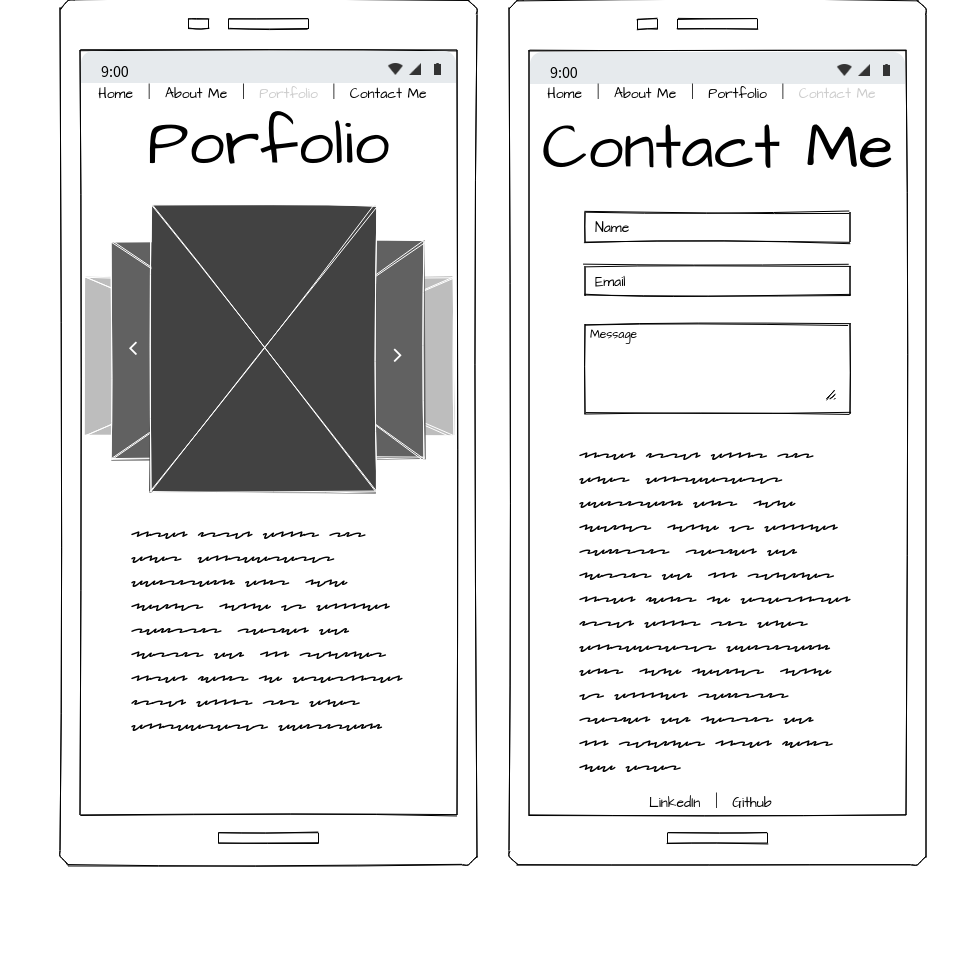 9:00
Home | About Me | Portfolio | Contact Me
Porfolio
9:00
Home | About Me | Portfolio | Contact Me
Contact Me
Name
Email
Message
LinkedIn | Github